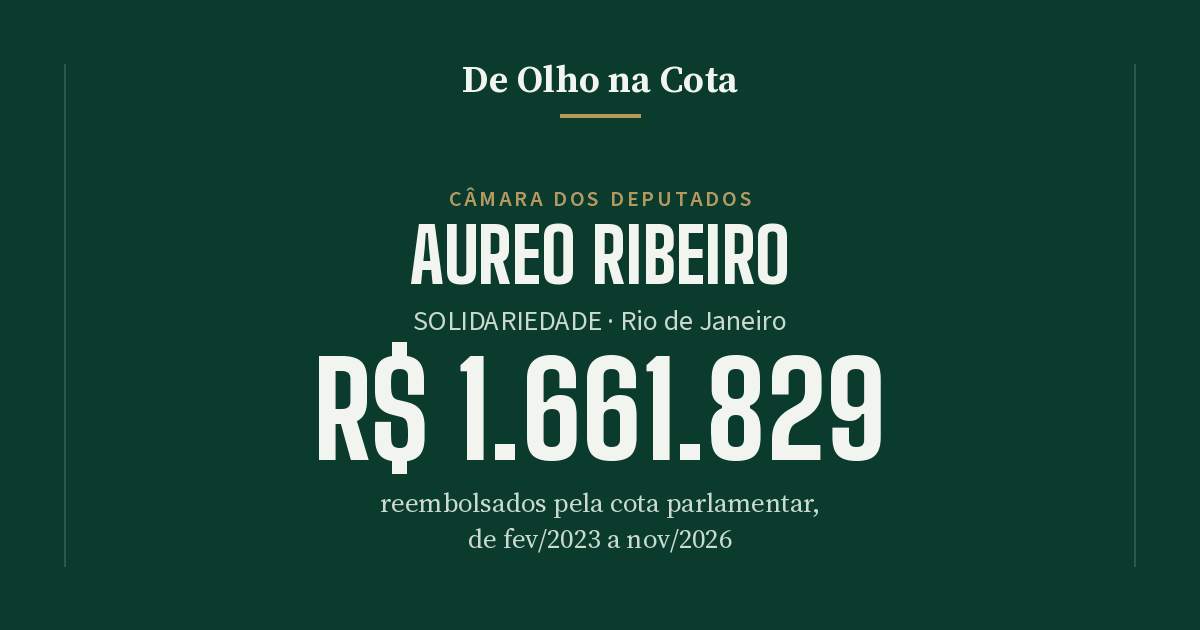 De Olho na Cota
CÂMARA DOS DEPUTADOS
AUREO RIBEIRO
SOLIDARIEDADE · Rio de Janeiro
R$ 1.661.829
reembolsados pela cota parlamentar,
de fev/2023 a nov/2026